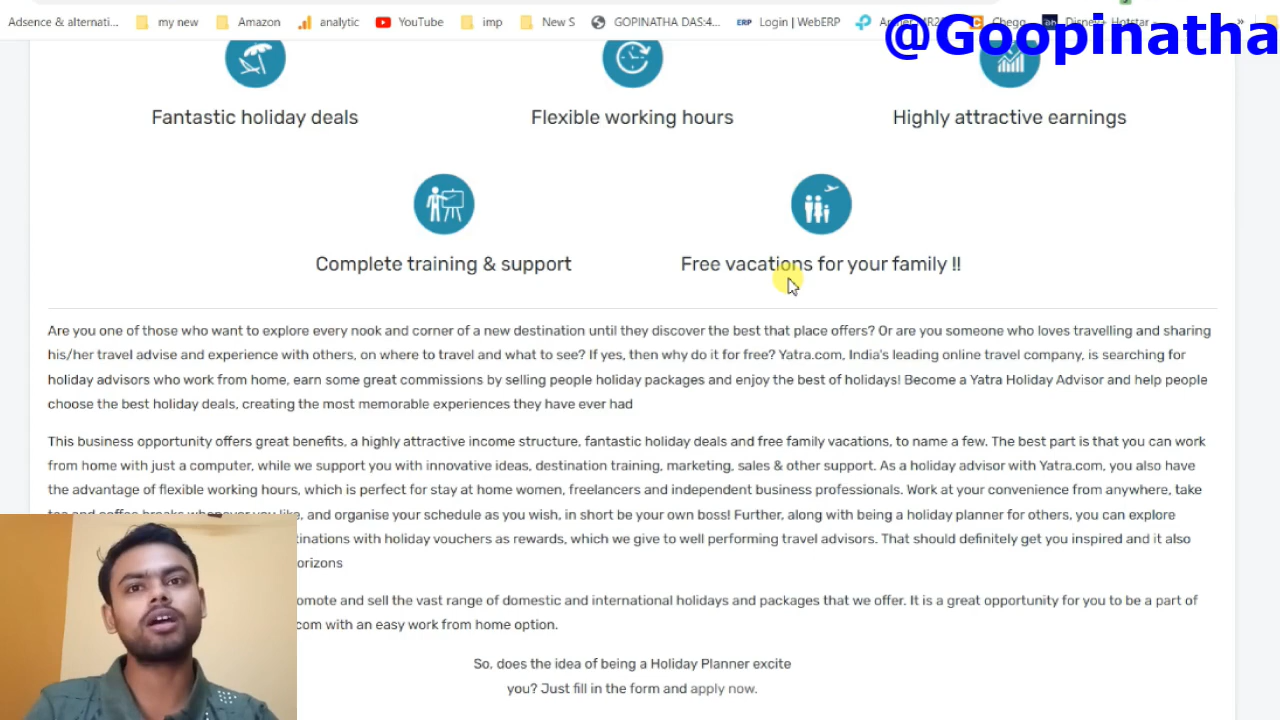 Adsence & alternati... my new Amazon analytic YouTube imp New S GOPINATHA DAS:4... ERP Login | WebERP Chegg Disney+ Hotstar »
@Goopinatha
Fantastic holiday deals Flexible working hours Highly attractive earnings
Complete training & support Free vacations for your family !!
Are you one of those who want to explore every nook and corner of a new destination until they discover the best that place offers? Or are you someone who loves travelling and sharing
his/her travel advise and experience with others, on where to travel and what to see? If yes, then why do it for free? Yatra.com, India's leading online travel company, is searching for
holiday advisors who work from home, earn some great commissions by selling people holiday packages and enjoy the best of holidays! Become a Yatra Holiday Advisor and help people
choose the best holiday deals, creating the most memorable experiences they have ever had
This business opportunity offers great benefits, a highly attractive income structure, fantastic holiday deals and free family vacations, to name a few. The best part is that you can work
from home with just a computer, while we support you with innovative ideas, destination training, marketing, sales & other support. As a holiday advisor with Yatra.com, you also have
the advantage of flexible working hours, which is perfect for stay at home women, freelancers and independent business professionals. Work at your convenience from anywhere, take
tea and coffee breaks whenever you like, and organise your schedule as you wish, in short be your own boss! Further, along with being a holiday planner for others, you can explore
tinations with holiday vouchers as rewards, which we give to well performing travel advisors. That should definitely get you inspired and it also
orizons
omote and sell the vast range of domestic and international holidays and packages that we offer. It is a great opportunity for you to be a part of
com with an easy work from home option.
So, does the idea of being a Holiday Planner excite
you? Just fill in the form and apply now.